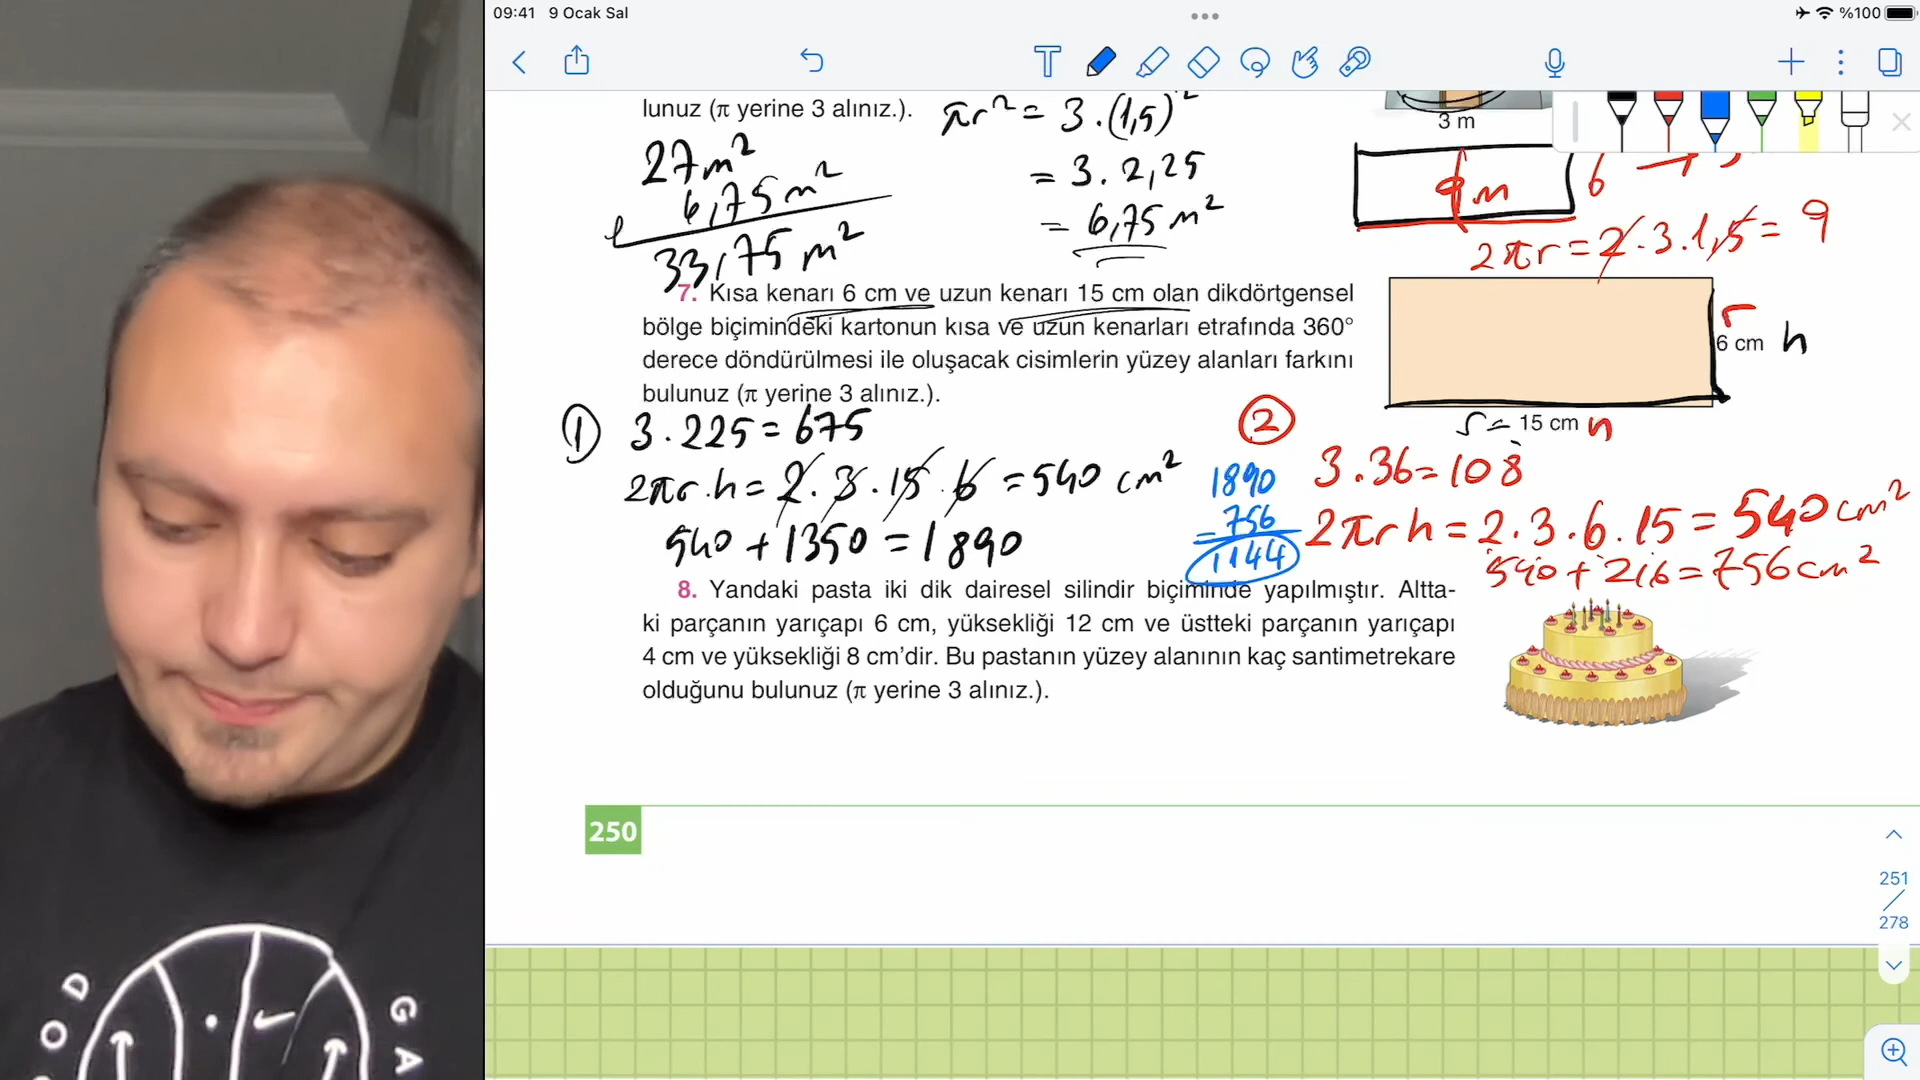 09:41 9 Ocak Sal
%100
lunuz (π yerine 3 alınız.).
πr² = 3.(1,5)²
= 3. 2,25
= 6,75 m²
27 m²
6,75 m²
33,75 m²
3 m
6
m
2πr = 2.3.1,5 = 9
7. Kısa kenarı 6 cm ve uzun kenarı 15 cm olan dikdörtgensel
bölge biçimindeki kartonun kısa ve uzun kenarları etrafında 360°
derece döndürülmesi ile oluşacak cisimlerin yüzey alanları farkını
bulunuz (π yerine 3 alınız.).
r
6 cm h
r = 15 cm h
① 3.225 = 675
2πr.h = 2.3.15.6 = 540 cm²
540 + 1350 = 1890
1890
756
1144
② 3.36 = 108
2πrh = 2.3.6.15 = 540 cm²
540 + 216 = 756 cm²
8. Yandaki pasta iki dik dairesel silindir biçiminde yapılmıştır. Altta-
ki parçanın yarıçapı 6 cm, yüksekliği 12 cm ve üstteki parçanın yarıçapı
4 cm ve yüksekliği 8 cm'dir. Bu pastanın yüzey alanının kaç santimetrekare
olduğunu bulunuz (π yerine 3 alınız.).
250
251
278
D
O
G
A